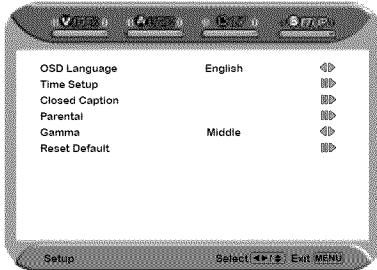 OSD Language English
Time Setup
Closed Caption
Parental
Gamma Middle
Reset Default
Setup Select Exit MENU